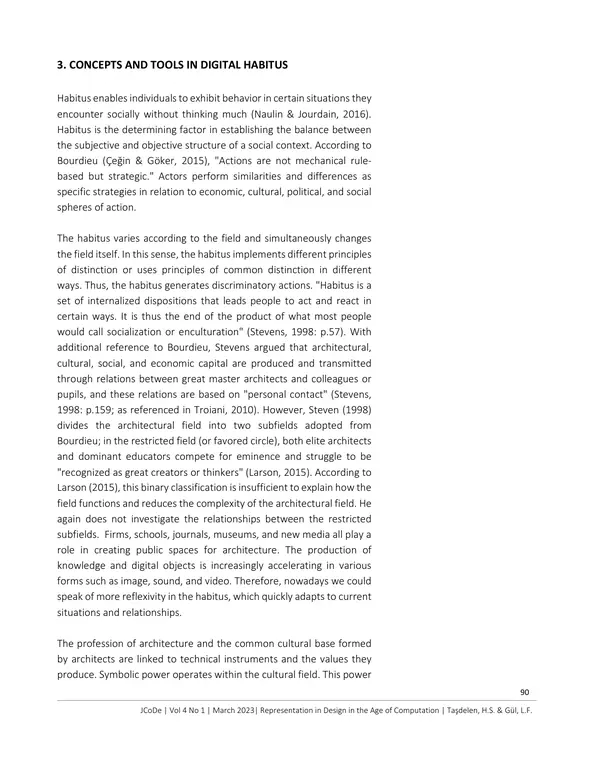 3. CONCEPTS AND TOOLS IN DIGITAL HABITUS
Habitus enables individuals to exhibit behavior in certain situations they
encounter socially without thinking much (Naulin & Jourdain, 2016).
Habitus is the determining factor in establishing the balance between
the subjective and objective structure of a social context. According to
Bourdieu (Çeğin & Göker, 2015), "Actions are not mechanical rule-
based but strategic." Actors perform similarities and differences as
specific strategies in relation to economic, cultural, political, and social
spheres of action.
The habitus varies according to the field and simultaneously changes
the field itself. In this sense, the habitus implements different principles
of distinction or uses principles of common distinction in different
ways. Thus, the habitus generates discriminatory actions. "Habitus is a
set of internalized dispositions that leads people to act and react in
certain ways. It is thus the end of the product of what most people
would call socialization or enculturation" (Stevens, 1998: p.57). With
additional reference to Bourdieu, Stevens argued that architectural,
cultural, social, and economic capital are produced and transmitted
through relations between great master architects and colleagues or
pupils, and these relations are based on "personal contact" (Stevens,
1998: p.159; as referenced in Troiani, 2010). However, Steven (1998)
divides the architectural field into two subfields adopted from
Bourdieu; in the restricted field (or favored circle), both elite architects
and dominant educators compete for eminence and struggle to be
"recognized as great creators or thinkers" (Larson, 2015). According to
Larson (2015), this binary classification is insufficient to explain how the
field functions and reduces the complexity of the architectural field. He
again does not investigate the relationships between the restricted
subfields. Firms, schools, journals, museums, and new media all play a
role in creating public spaces for architecture. The production of
knowledge and digital objects is increasingly accelerating in various
forms such as image, sound, and video. Therefore, nowadays we could
speak of more reflexivity in the habitus, which quickly adapts to current
situations and relationships.
The profession of architecture and the common cultural base formed
by architects are linked to technical instruments and the values they
produce. Symbolic power operates within the cultural field. This power
90
JCoDe | Vol 4 No 1 | March 2023| Representation in Design in the Age of Computation | Taşdelen, H.S. & Gül, L.F.